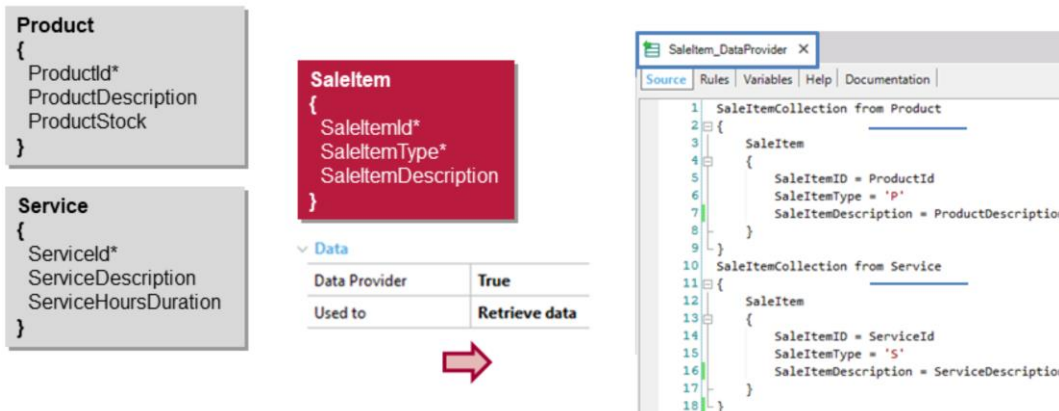 Product
{
ProductId*
ProductDescription
ProductStock
}
Service
{
ServiceId*
ServiceDescription
ServiceHoursDuration
}
SaleItem
{
SaleItemId*
SaleItemType*
SaleItemDescription
}
Data
Data Provider True
Used to Retrieve data
SaleItem_DataProvider X
Source Rules Variables Help Documentation
1 SaleItemCollection from Product
2 {
3 SaleItem
4 {
5 SaleItemID = ProductId
6 SaleItemType = 'P'
7 SaleItemDescription = ProductDescription
8 }
9 }
10 SaleItemCollection from Service
11 {
12 SaleItem
13 {
14 SaleItemID = ServiceId
15 SaleItemType = 'S'
16 SaleItemDescription = ServiceDescription
17 }
18 }